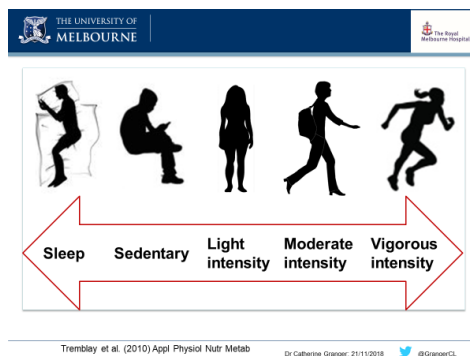 THE UNIVERSITY OF
MELBOURNE
The Royal
Melbourne Hospital
Sleep
Sedentary
Light
intensity
Moderate
intensity
Vigorous
intensity
Tremblay et al. (2010) Appl Physiol Nutr Metab
Dr Catherine Granger: 21/11/2018
@GrangerCL